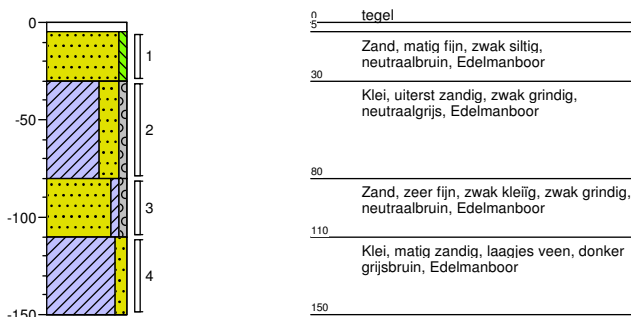 0
-50
-100
-150
1
2
3
4
0 tegel
5
Zand, matig fijn, zwak siltig,
neutraalbruin, Edelmanboor
30
Klei, uiterst zandig, zwak grindig,
neutraalgrijs, Edelmanboor
80
Zand, zeer fijn, zwak kleiïg, zwak grindig,
neutraalbruin, Edelmanboor
110
Klei, matig zandig, laagjes veen, donker
grijsbruin, Edelmanboor
150